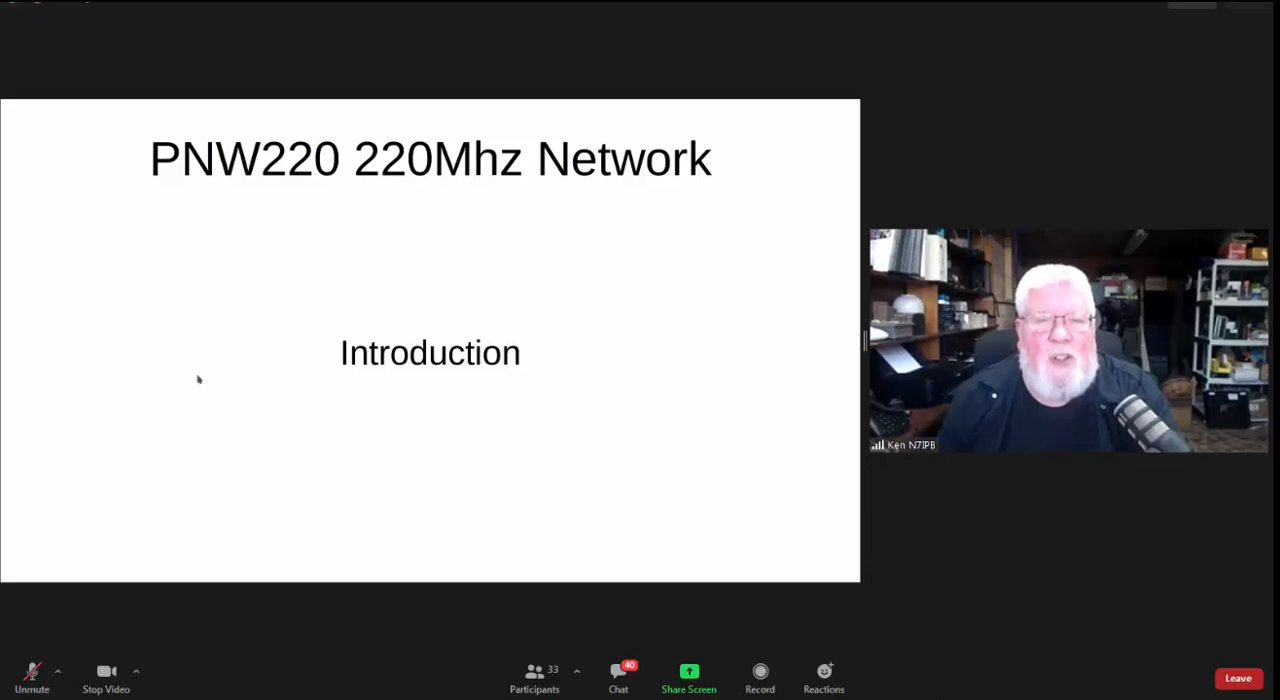 PNW220 220Mhz Network
Introduction
Ken N7IPB
Unmute
Stop Video
33
Participants
40
Chat
Share Screen
Record
Reactions
Leave